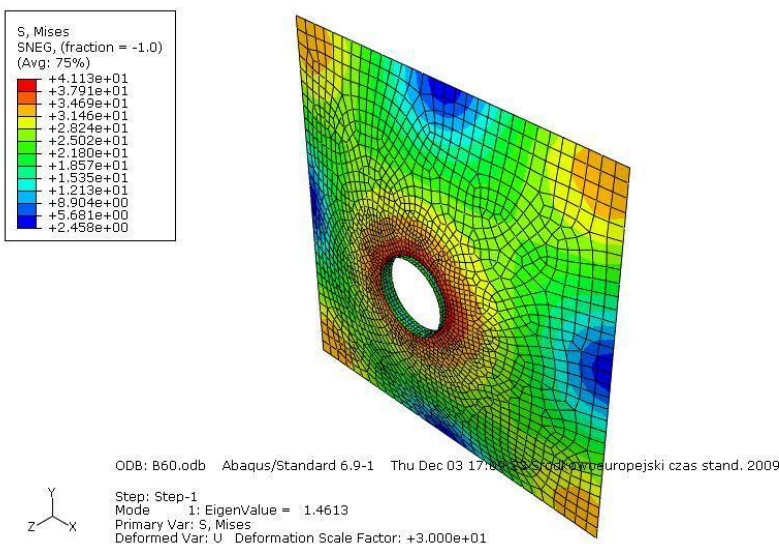 S, Mises
SNEG, (fraction = -1.0)
(Avg: 75%)
+4.113e+01
+3.791e+01
+3.469e+01
+3.146e+01
+2.824e+01
+2.502e+01
+2.180e+01
+1.857e+01
+1.535e+01
+1.213e+01
+8.904e+00
+5.681e+00
+2.458e+00
ODB: B60.odb Abaqus/Standard 6.9-1 Thu Dec 03 czas stand. 2009
Y
Z X
Step: Step-1
Mode 1: EigenValue = 1.4613
Primary Var: S, Mises
Deformed Var: U Deformation Scale Factor: +3.000e+01